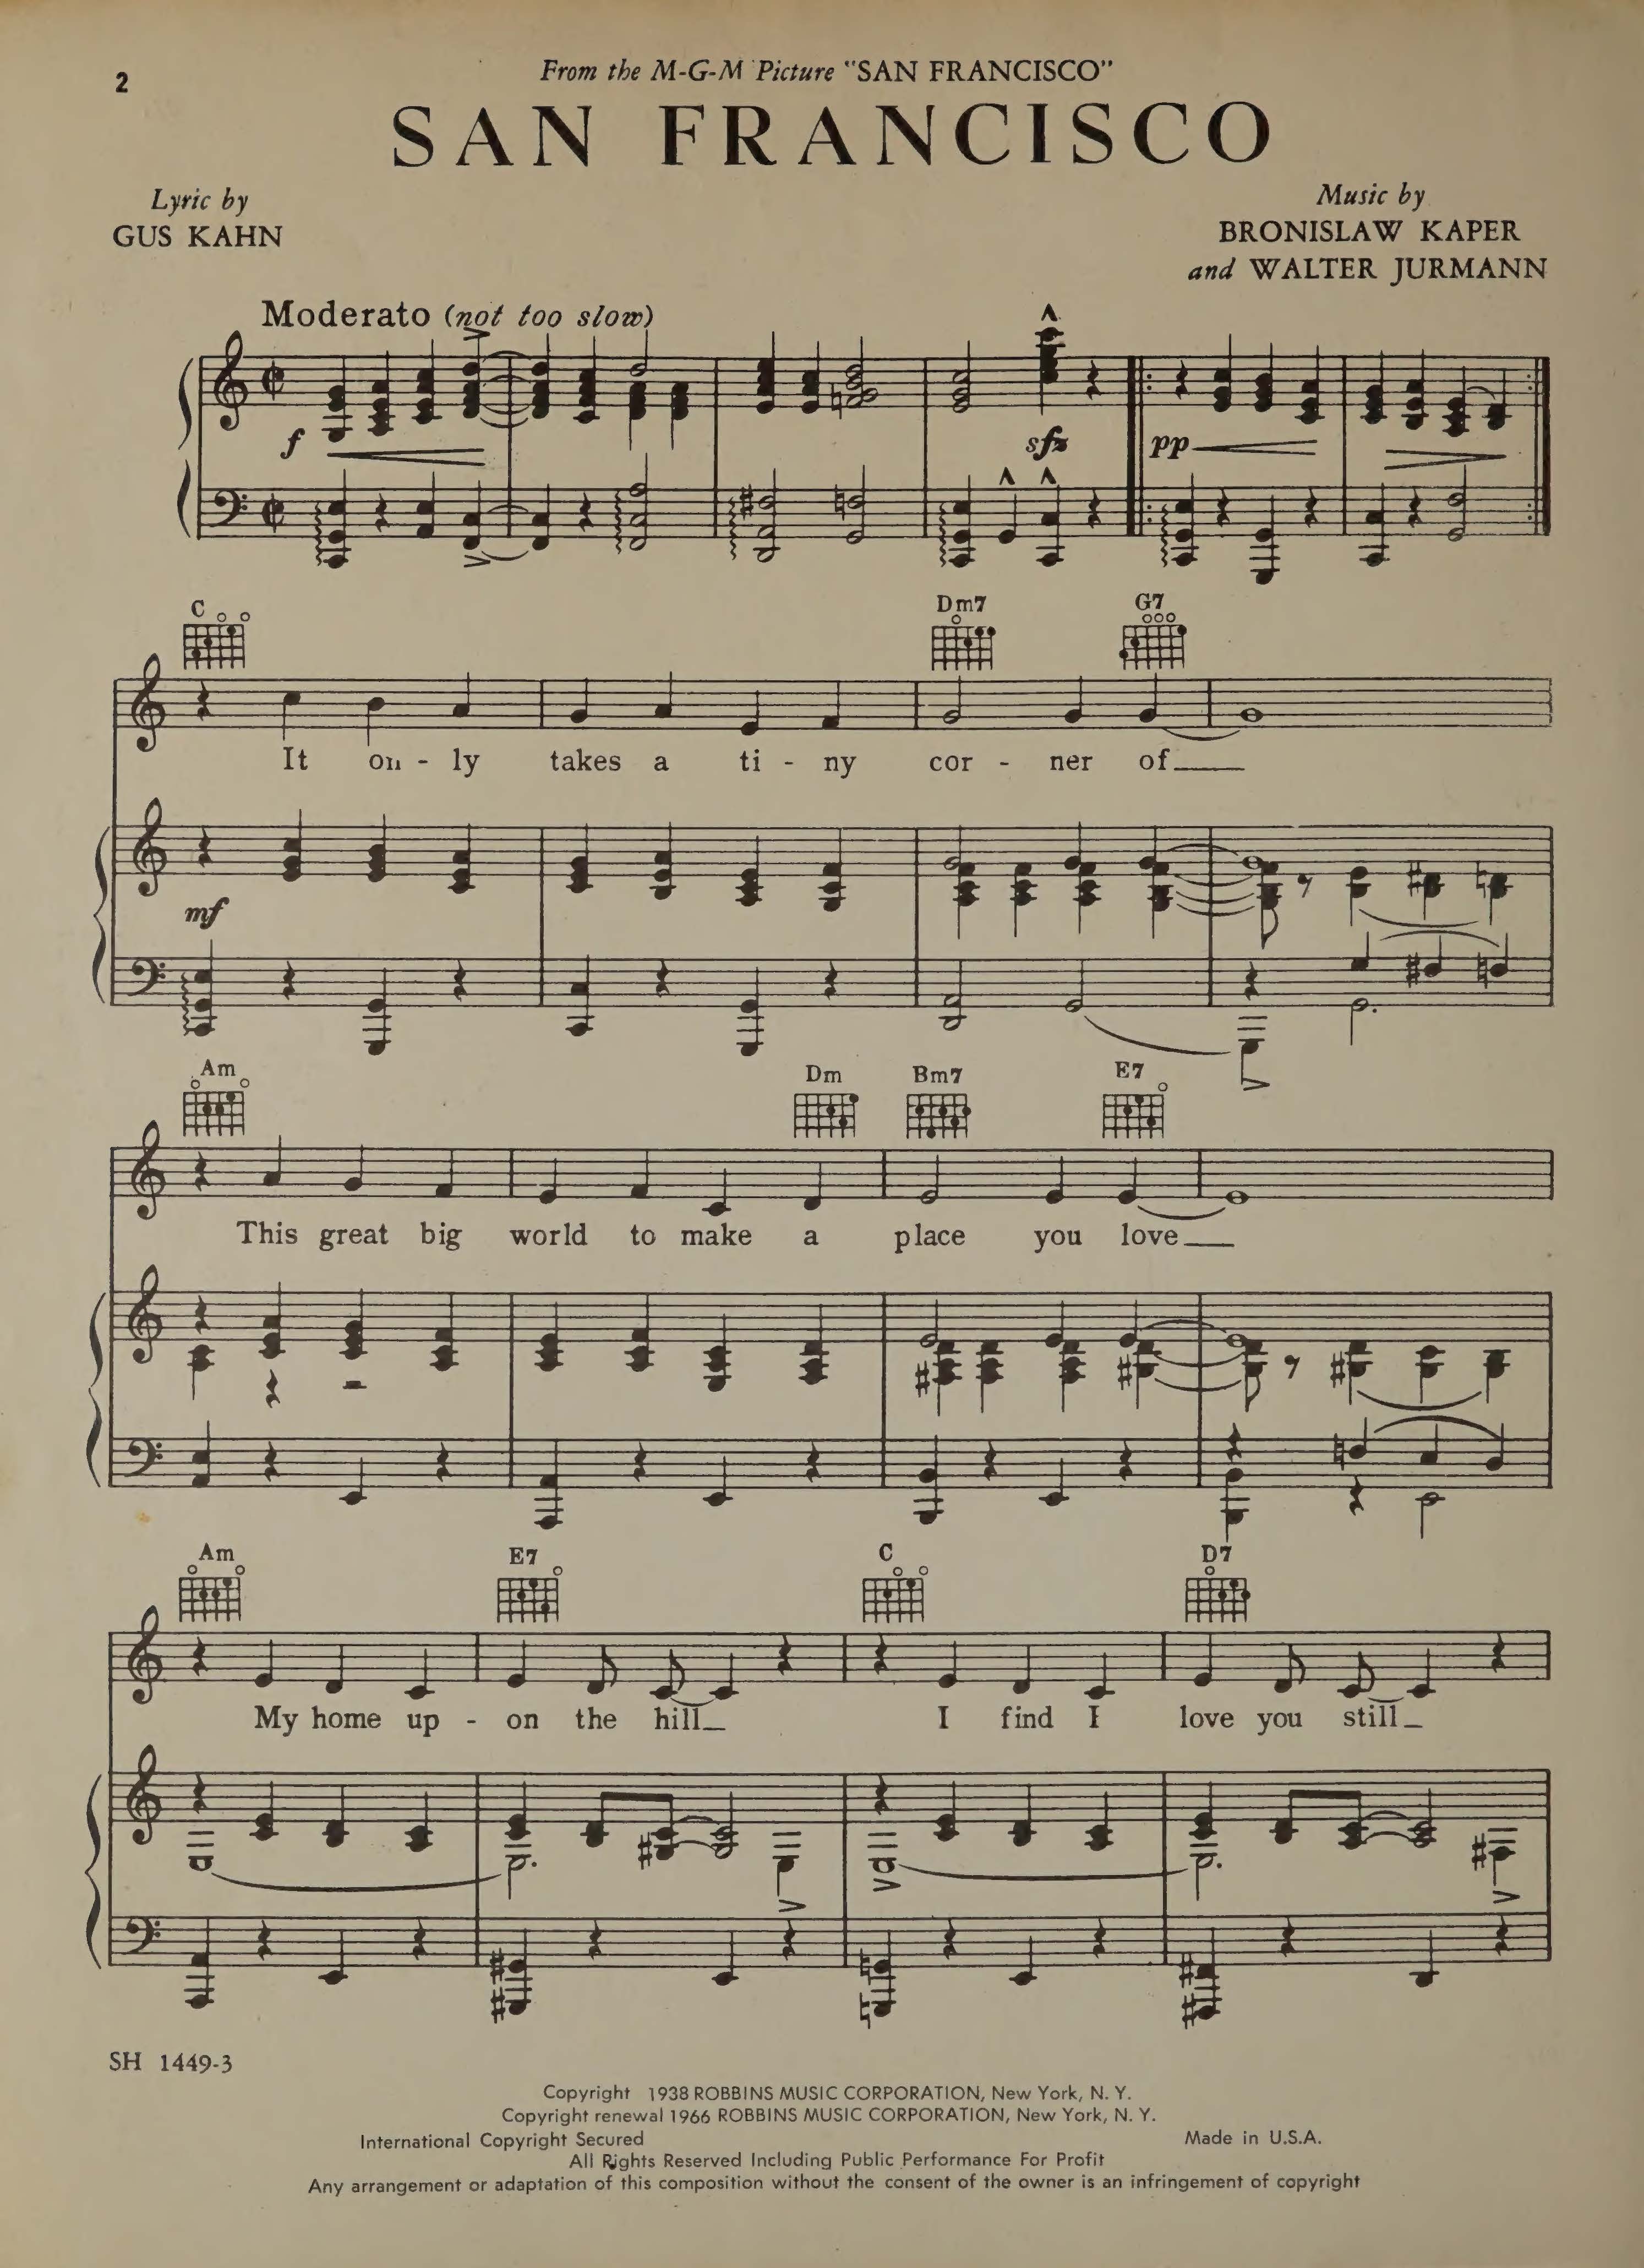 2
From the M-G-M Picture "SAN FRANCISCO"
SAN FRANCISCO
Lyric by
GUS KAHN
Music by
BRONISLAW KAPER
and WALTER JURMANN
Moderato (not too slow)
f sfz pp
C Dm7 G7
It on - ly takes a ti - ny cor - ner of
mf
Am Dm Bm7 E7
This great big world to make a place you love
Am E7 C D7
My home up - on the hill I find I love you still
SH 1449-3
Copyright 1938 ROBBINS MUSIC CORPORATION, New York, N. Y.
Copyright renewal 1966 ROBBINS MUSIC CORPORATION, New York, N. Y.
International Copyright Secured Made in U.S.A.
All Rights Reserved Including Public Performance For Profit
Any arrangement or adaptation of this composition without the consent of the owner is an infringement of copyright